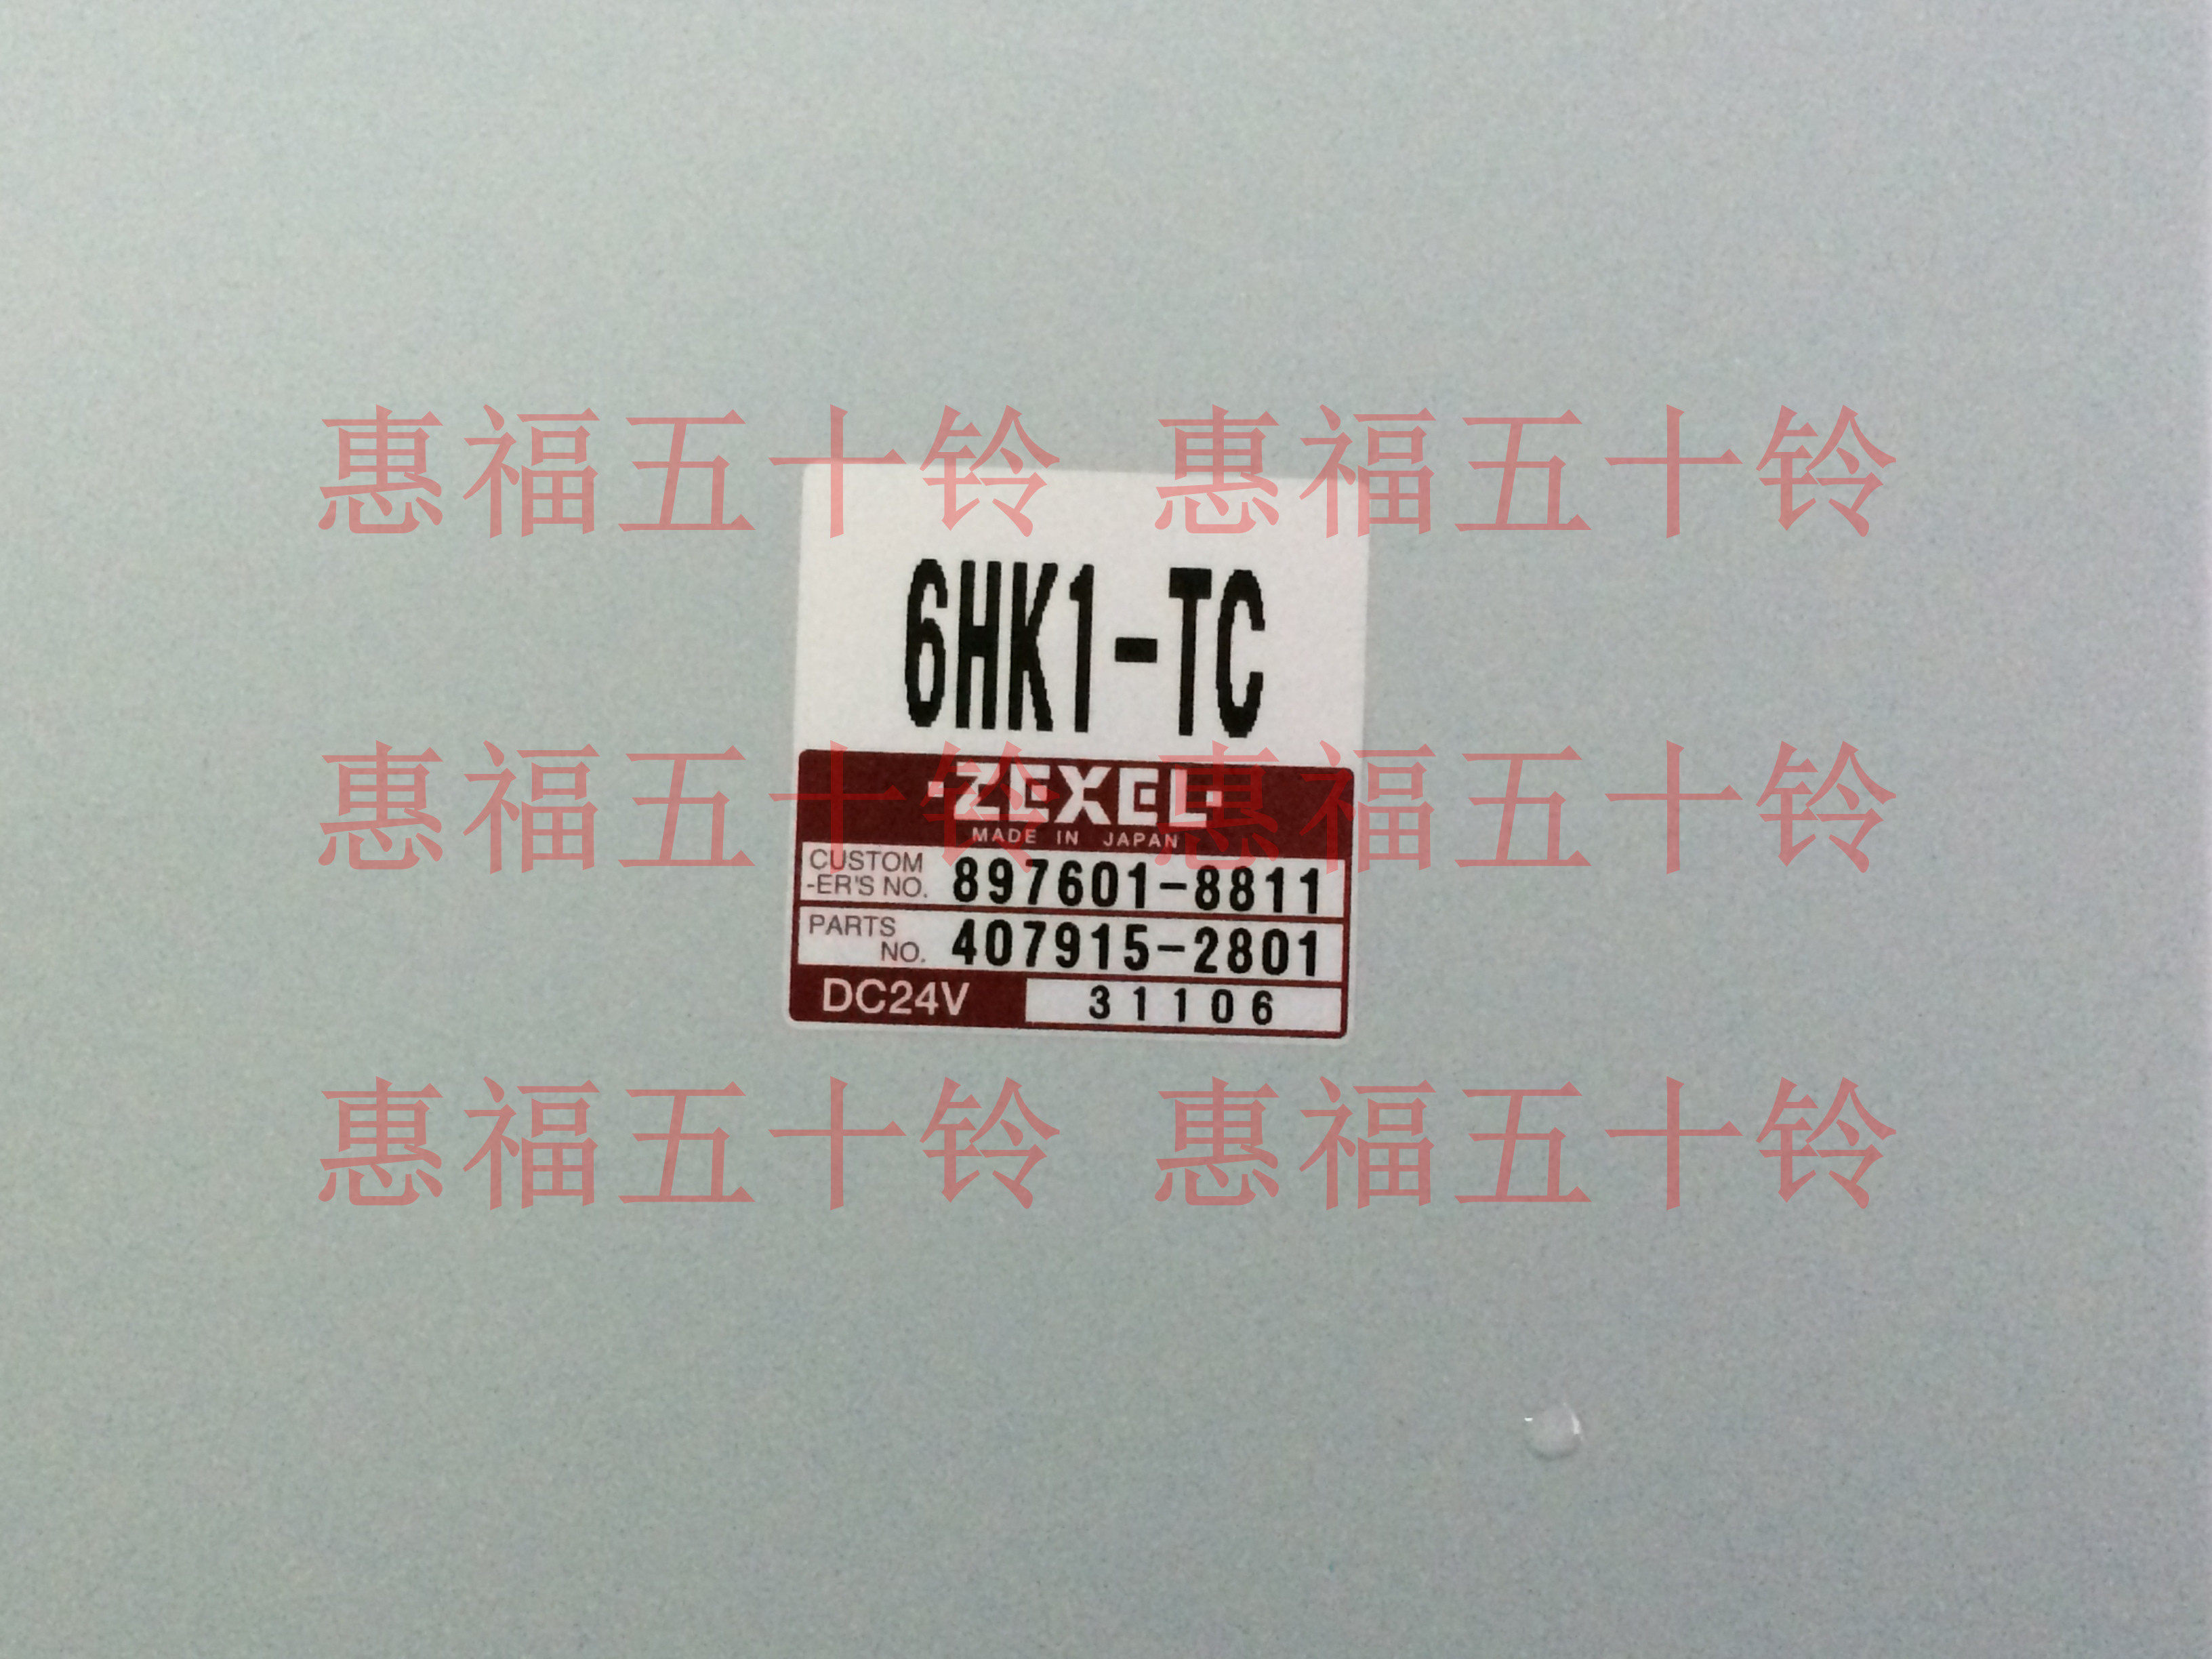 惠福五十铃 惠福五十铃
6HK1-TC
惠福五十铃 惠福五十铃
·ZEXEL·
MADE IN JAPAN
CUSTOM
-ER'S NO. 897601-8811
PARTS
NO. 407915-2801
DC24V 31106
惠福五十铃 惠福五十铃